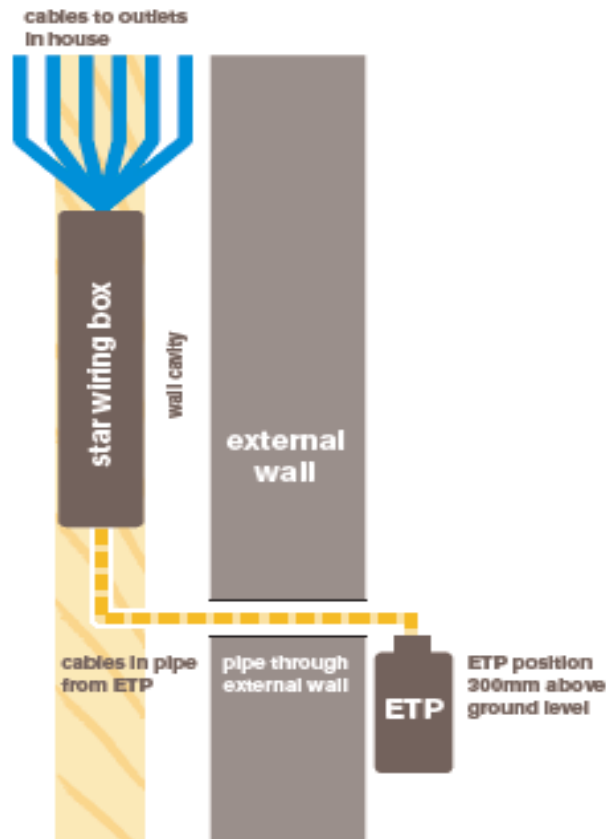 cables to outlets
in house
star wiring box
wall cavity
external
wall
cables in pipe
from ETP
pipe through
external wall
ETP
ETP position
300mm above
ground level